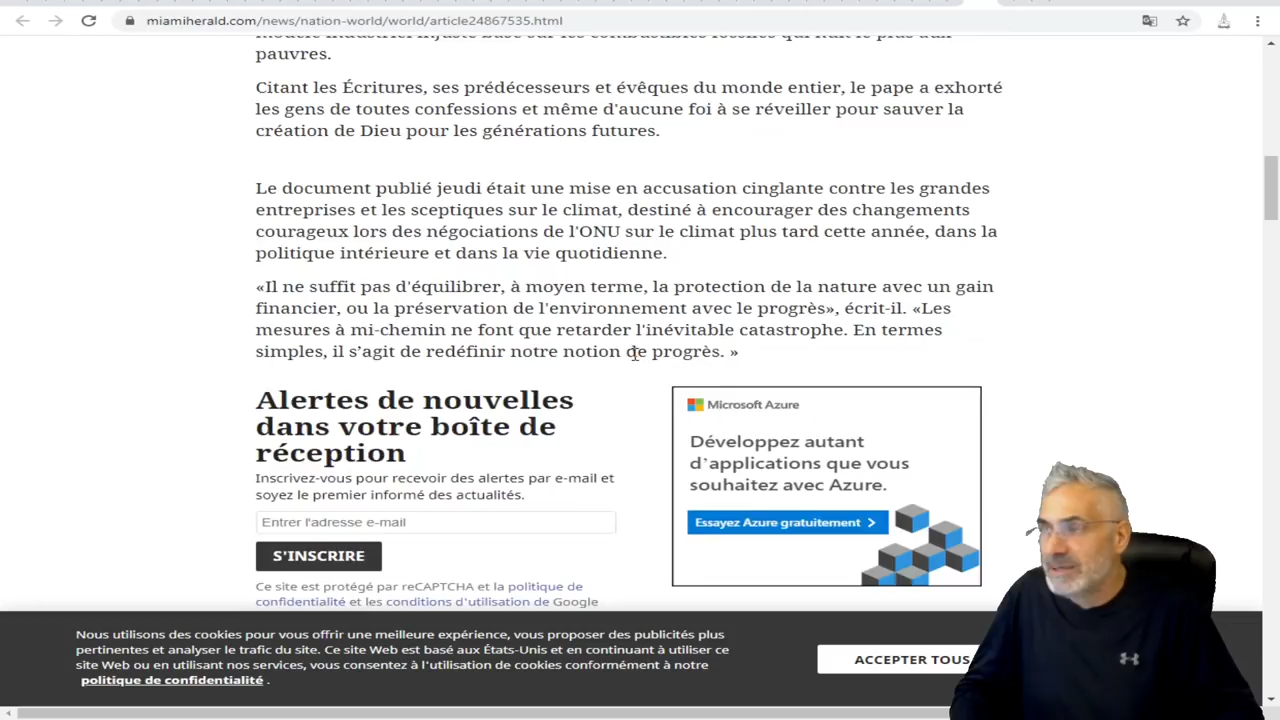 miamiherald.com/news/nation-world/world/article24867535.html
modèle industriel injuste basé sur les combustibles fossiles qui nuit le plus aux
pauvres.
Citant les Écritures, ses prédécesseurs et évêques du monde entier, le pape a exhorté
les gens de toutes confessions et même d'aucune foi à se réveiller pour sauver la
création de Dieu pour les générations futures.
Le document publié jeudi était une mise en accusation cinglante contre les grandes
entreprises et les sceptiques sur le climat, destiné à encourager des changements
courageux lors des négociations de l'ONU sur le climat plus tard cette année, dans la
politique intérieure et dans la vie quotidienne.
«Il ne suffit pas d'équilibrer, à moyen terme, la protection de la nature avec un gain
financier, ou la préservation de l'environnement avec le progrès», écrit-il. «Les
mesures à mi-chemin ne font que retarder l'inévitable catastrophe. En termes
simples, il s’agit de redéfinir notre notion de progrès. »
Alertes de nouvelles
dans votre boîte de
réception
Inscrivez-vous pour recevoir des alertes par e-mail et
soyez le premier informé des actualités.
Entrer l'adresse e-mail
S'INSCRIRE
Ce site est protégé par reCAPTCHA et la politique de
confidentialité et les conditions d'utilisation de Google
Microsoft Azure
Développez autant
d’applications que vous
souhaitez avec Azure.
Essayez Azure gratuitement
Nous utilisons des cookies pour vous offrir une meilleure expérience, vous proposer des publicités plus
pertinentes et analyser le trafic du site. Ce site Web est basé aux États-Unis et en continuant à utiliser ce
site Web ou en utilisant nos services, vous consentez à l'utilisation de cookies conformément à notre
politique de confidentialité .
ACCEPTER TOUS